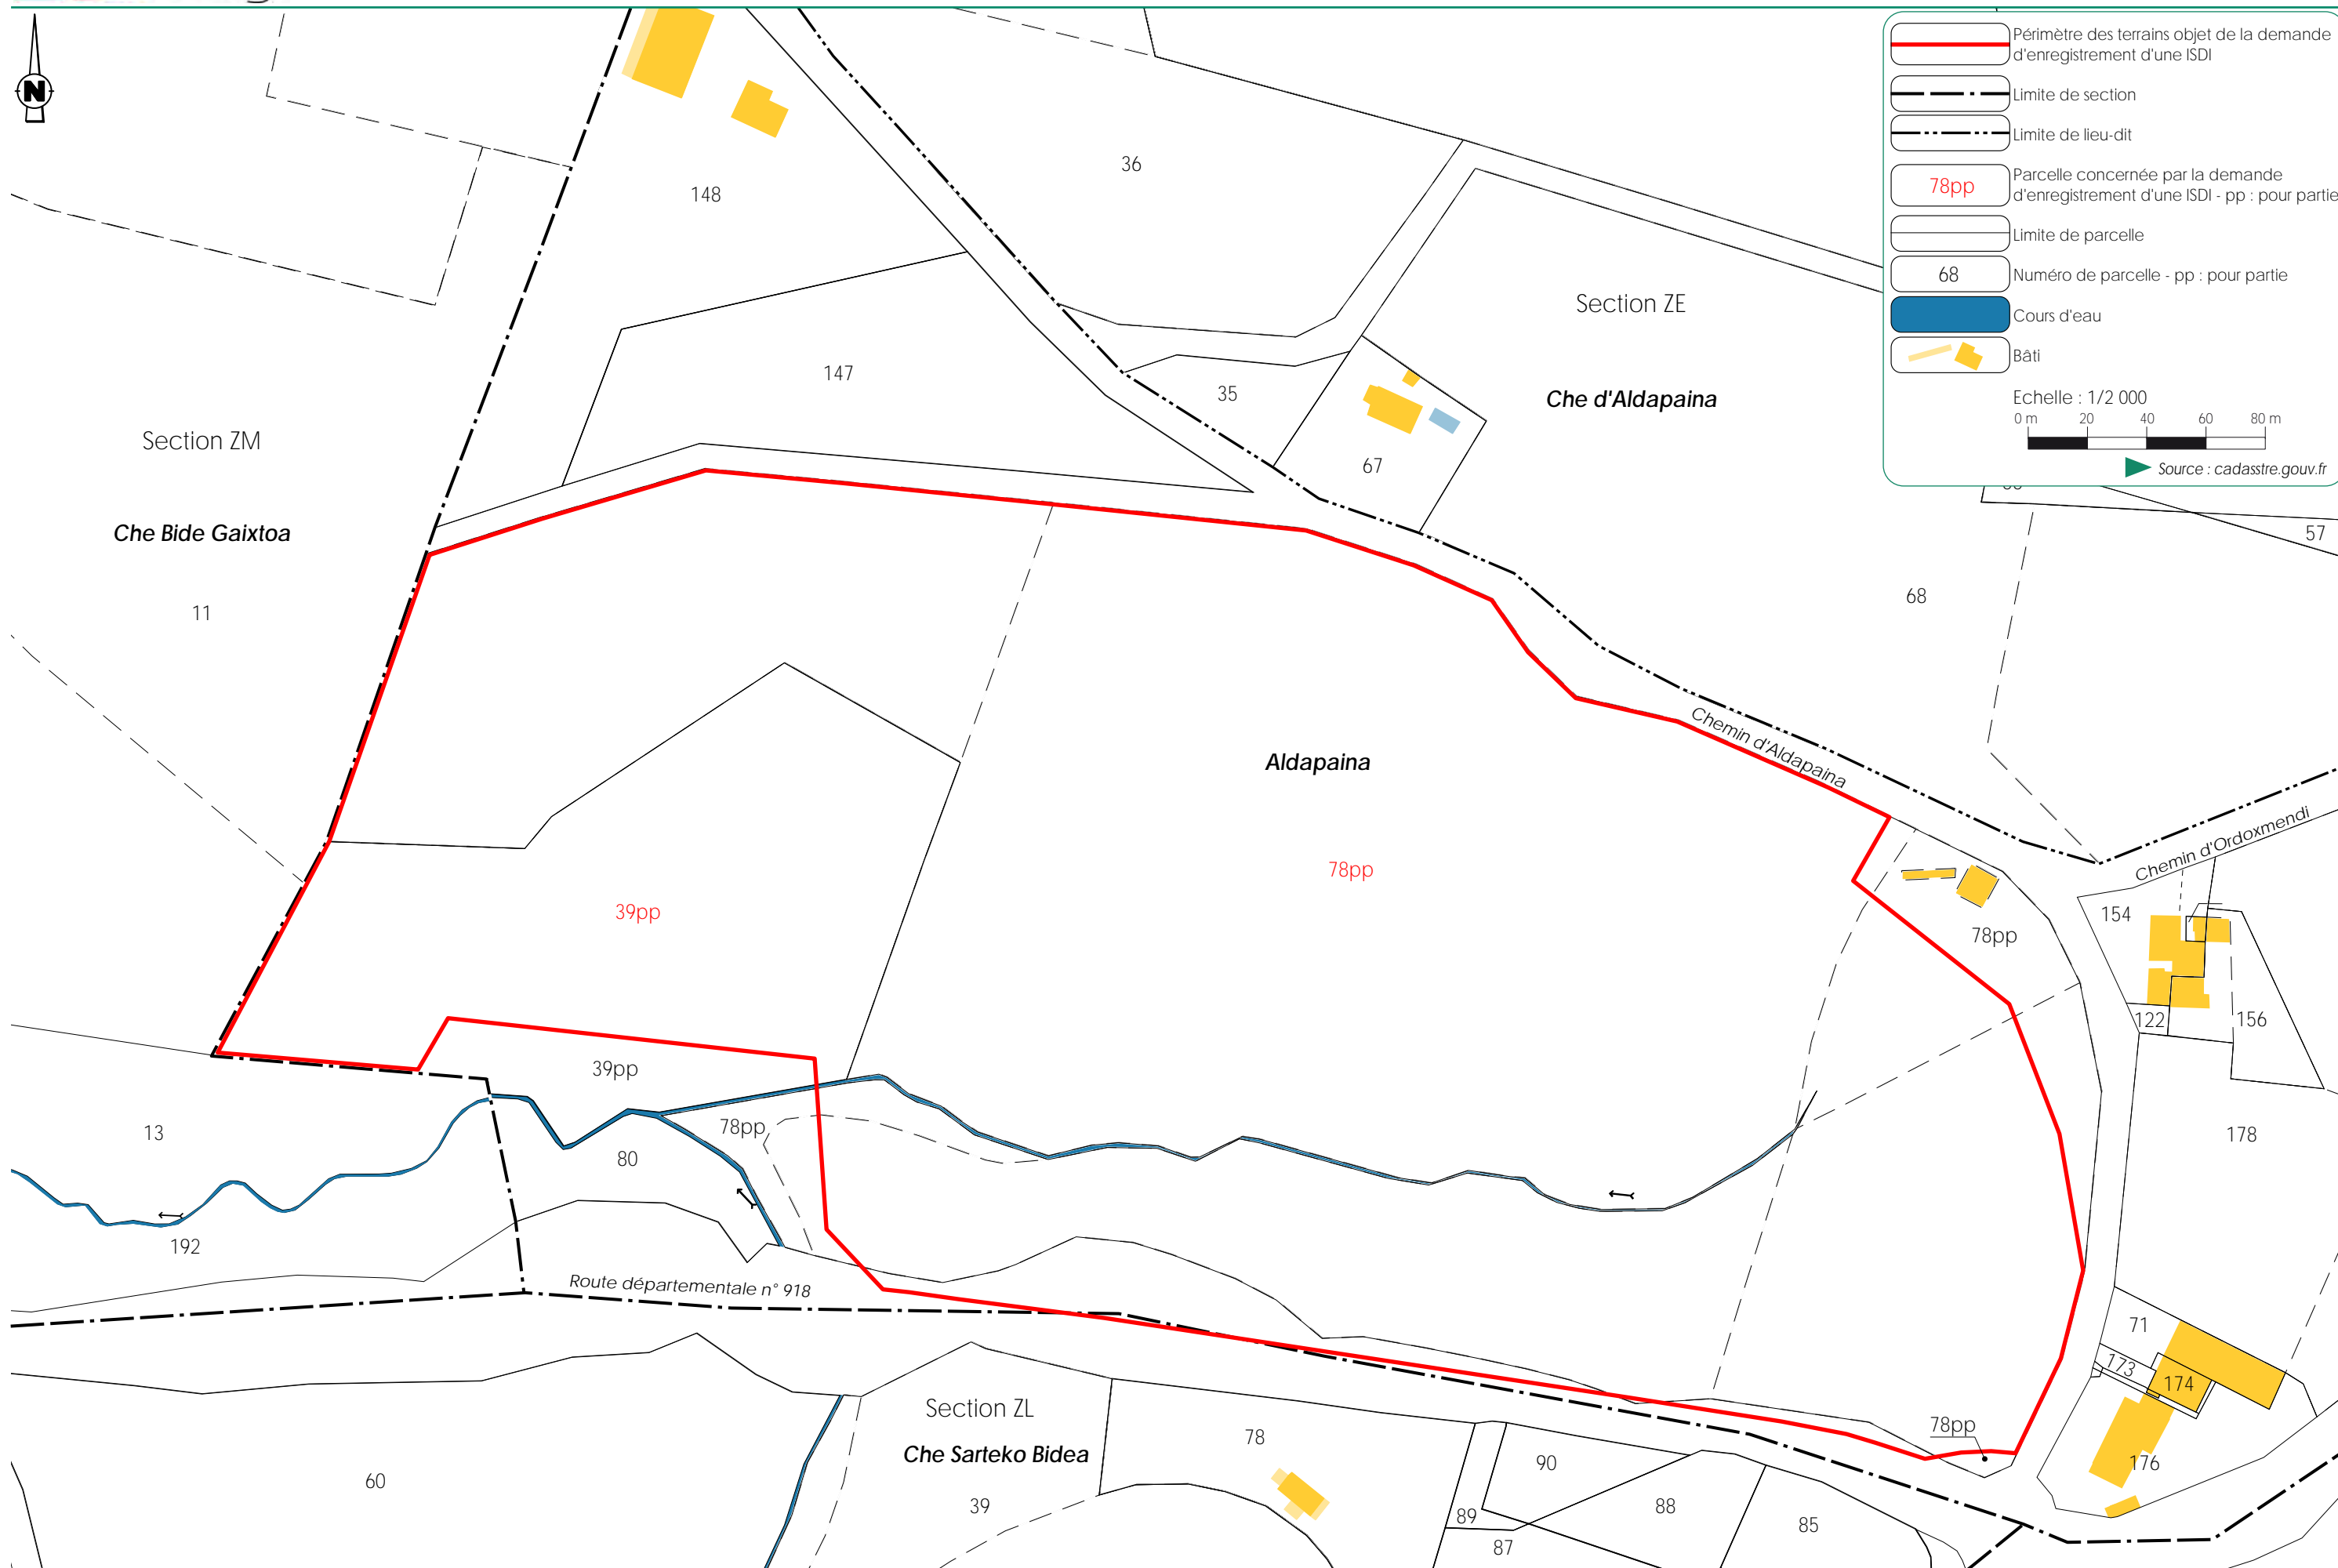 N
Périmètre des terrains objet de la demande
d'enregistrement d'une ISDI
Limite de section
Limite de lieu-dit
78pp
Parcelle concernée par la demande
d'enregistrement d'une ISDI - pp : pour partie
Limite de parcelle
68
Numéro de parcelle - pp : pour partie
Cours d'eau
Bâti
Echelle : 1/2 000
0 m 20 40 60 80 m
Source : cadasstre.gouv.fr
36
148
Section ZE
147
35
Che d'Aldapaina
Section ZM
67
Che Bide Gaixtoa
57
11
68
Chemin d'Aldapaina
Aldapaina
Chemin d'Ordoxmendi
78pp
39pp
154
78pp
122
156
39pp
78pp
13
80
178
192
Route départementale n° 918
71
173
174
Section ZL
78pp
Che Sarteko Bidea
78
90
176
60
39
89
88
85
87